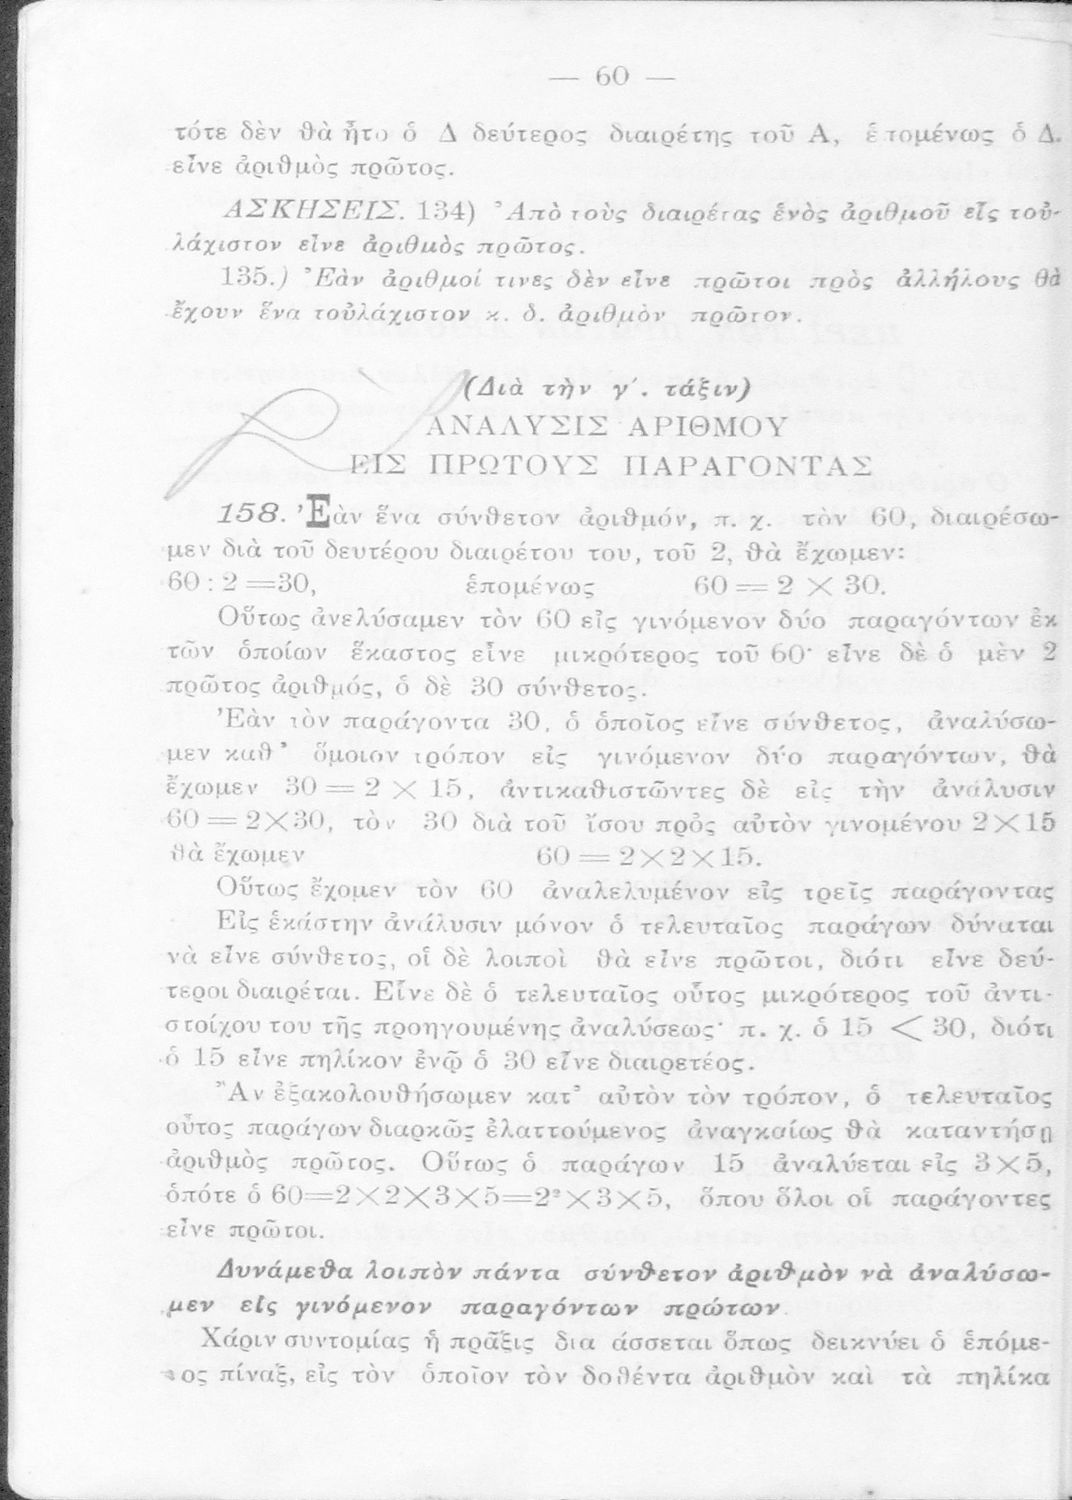 — 60 —
τότε δὲν θὰ ἦτο ὁ Δ δεύτερος διαιρέτης τοῦ Α, ἑπομένως ὁ Δ.
εἶνε ἀριθμὸς πρῶτος.
ΑΣΚΗΣΕΙΣ. 134) Ἀπὸ τοὺς διαιρέτας ἑνὸς ἀριθμοῦ εἷς τοὐ-
λάχιστον εἶνε ἀριθμὸς πρῶτος.
135.) Ἐὰν ἀριθμοί τινες δὲν εἶνε πρῶτοι πρὸς ἀλλήλους θὰ
ἔχουν ἕνα τοὐλάχιστον κ. δ. ἀριθμὸν πρῶτον.
(Διὰ τὴν γ΄. τάξιν)
ΑΝΑΛΥΣΙΣ ΑΡΙΘΜΟΥ
ΕΙΣ ΠΡΩΤΟΥΣ ΠΑΡΑΓΟΝΤΑΣ
158. Ἐὰν ἕνα σύνθετον ἀριθμόν, π. χ. τὸν 60, διαιρέσω-
μεν διὰ τοῦ δευτέρου διαιρέτου του, τοῦ 2, θὰ ἔχωμεν:
60 : 2 =30, ἑπομένως 60 = 2 × 30.
Οὕτως ἀνελύσαμεν τὸν 60 εἰς γινόμενον δύο παραγόντων ἐκ
τῶν ὁποίων ἕκαστος εἶνε μικρότερος τοῦ 60· εἶνε δὲ ὁ μὲν 2
πρῶτος ἀριθμός, ὁ δὲ 30 σύνθετος.
Ἐὰν τὸν παράγοντα 30, ὁ ὁποῖος εἶνε σύνθετος, ἀναλύσω-
μεν καθ' ὅμοιον τρόπον εἰς γινόμενον δύο παραγόντων, θὰ
ἔχωμεν 30 = 2 × 15, ἀντικαθιστῶντες δὲ εἰς τὴν ἀνάλυσιν
60 = 2×30, τὸν 30 διὰ τοῦ ἴσου πρὸς αὐτὸν γινομένου 2×15
θὰ ἔχωμεν 60 = 2×2×15.
Οὕτως ἔχομεν τὸν 60 ἀναλελυμένον εἰς τρεῖς παράγοντας
Εἰς ἑκάστην ἀνάλυσιν μόνον ὁ τελευταῖος παράγων δύναται
νὰ εἶνε σύνθετος, οἱ δὲ λοιποὶ θὰ εἶνε πρῶτοι, διότι εἶνε δεύ-
τεροι διαιρέται. Εἶνε δὲ ὁ τελευταῖος οὗτος μικρότερος τοῦ ἀντι-
στοίχου του τῆς προηγουμένης ἀναλύσεως· π. χ. ὁ 15 < 30, διότι
ὁ 15 εἶνε πηλίκον ἐνῷ ὁ 30 εἶνε διαιρετέος.
Ἂν ἐξακολουθήσωμεν κατ' αὐτὸν τὸν τρόπον, ὁ τελευταῖος
οὗτος παράγων διαρκῶς ἐλαττούμενος ἀναγκαίως θὰ καταντήσῃ
ἀριθμὸς πρῶτος. Οὕτως ὁ παράγων 15 ἀναλύεται εἰς 3×5,
ὁπότε ὁ 60=2×2×3×5=2²×3×5, ὅπου ὅλοι οἱ παράγοντες
εἶνε πρῶτοι.
Δυνάμεθα λοιπὸν πάντα σύνθετον ἀριθμὸν νὰ ἀναλύσω-
μεν εἰς γινόμενον παραγόντων πρώτων
Χάριν συντομίας ἡ πρᾶξις δια άσσεται ὅπως δεικνύει ὁ ἑπόμε-
νος πίναξ, εἰς τὸν ὁποῖον τὸν δοθέντα ἀριθμὸν καὶ τὰ πηλίκα